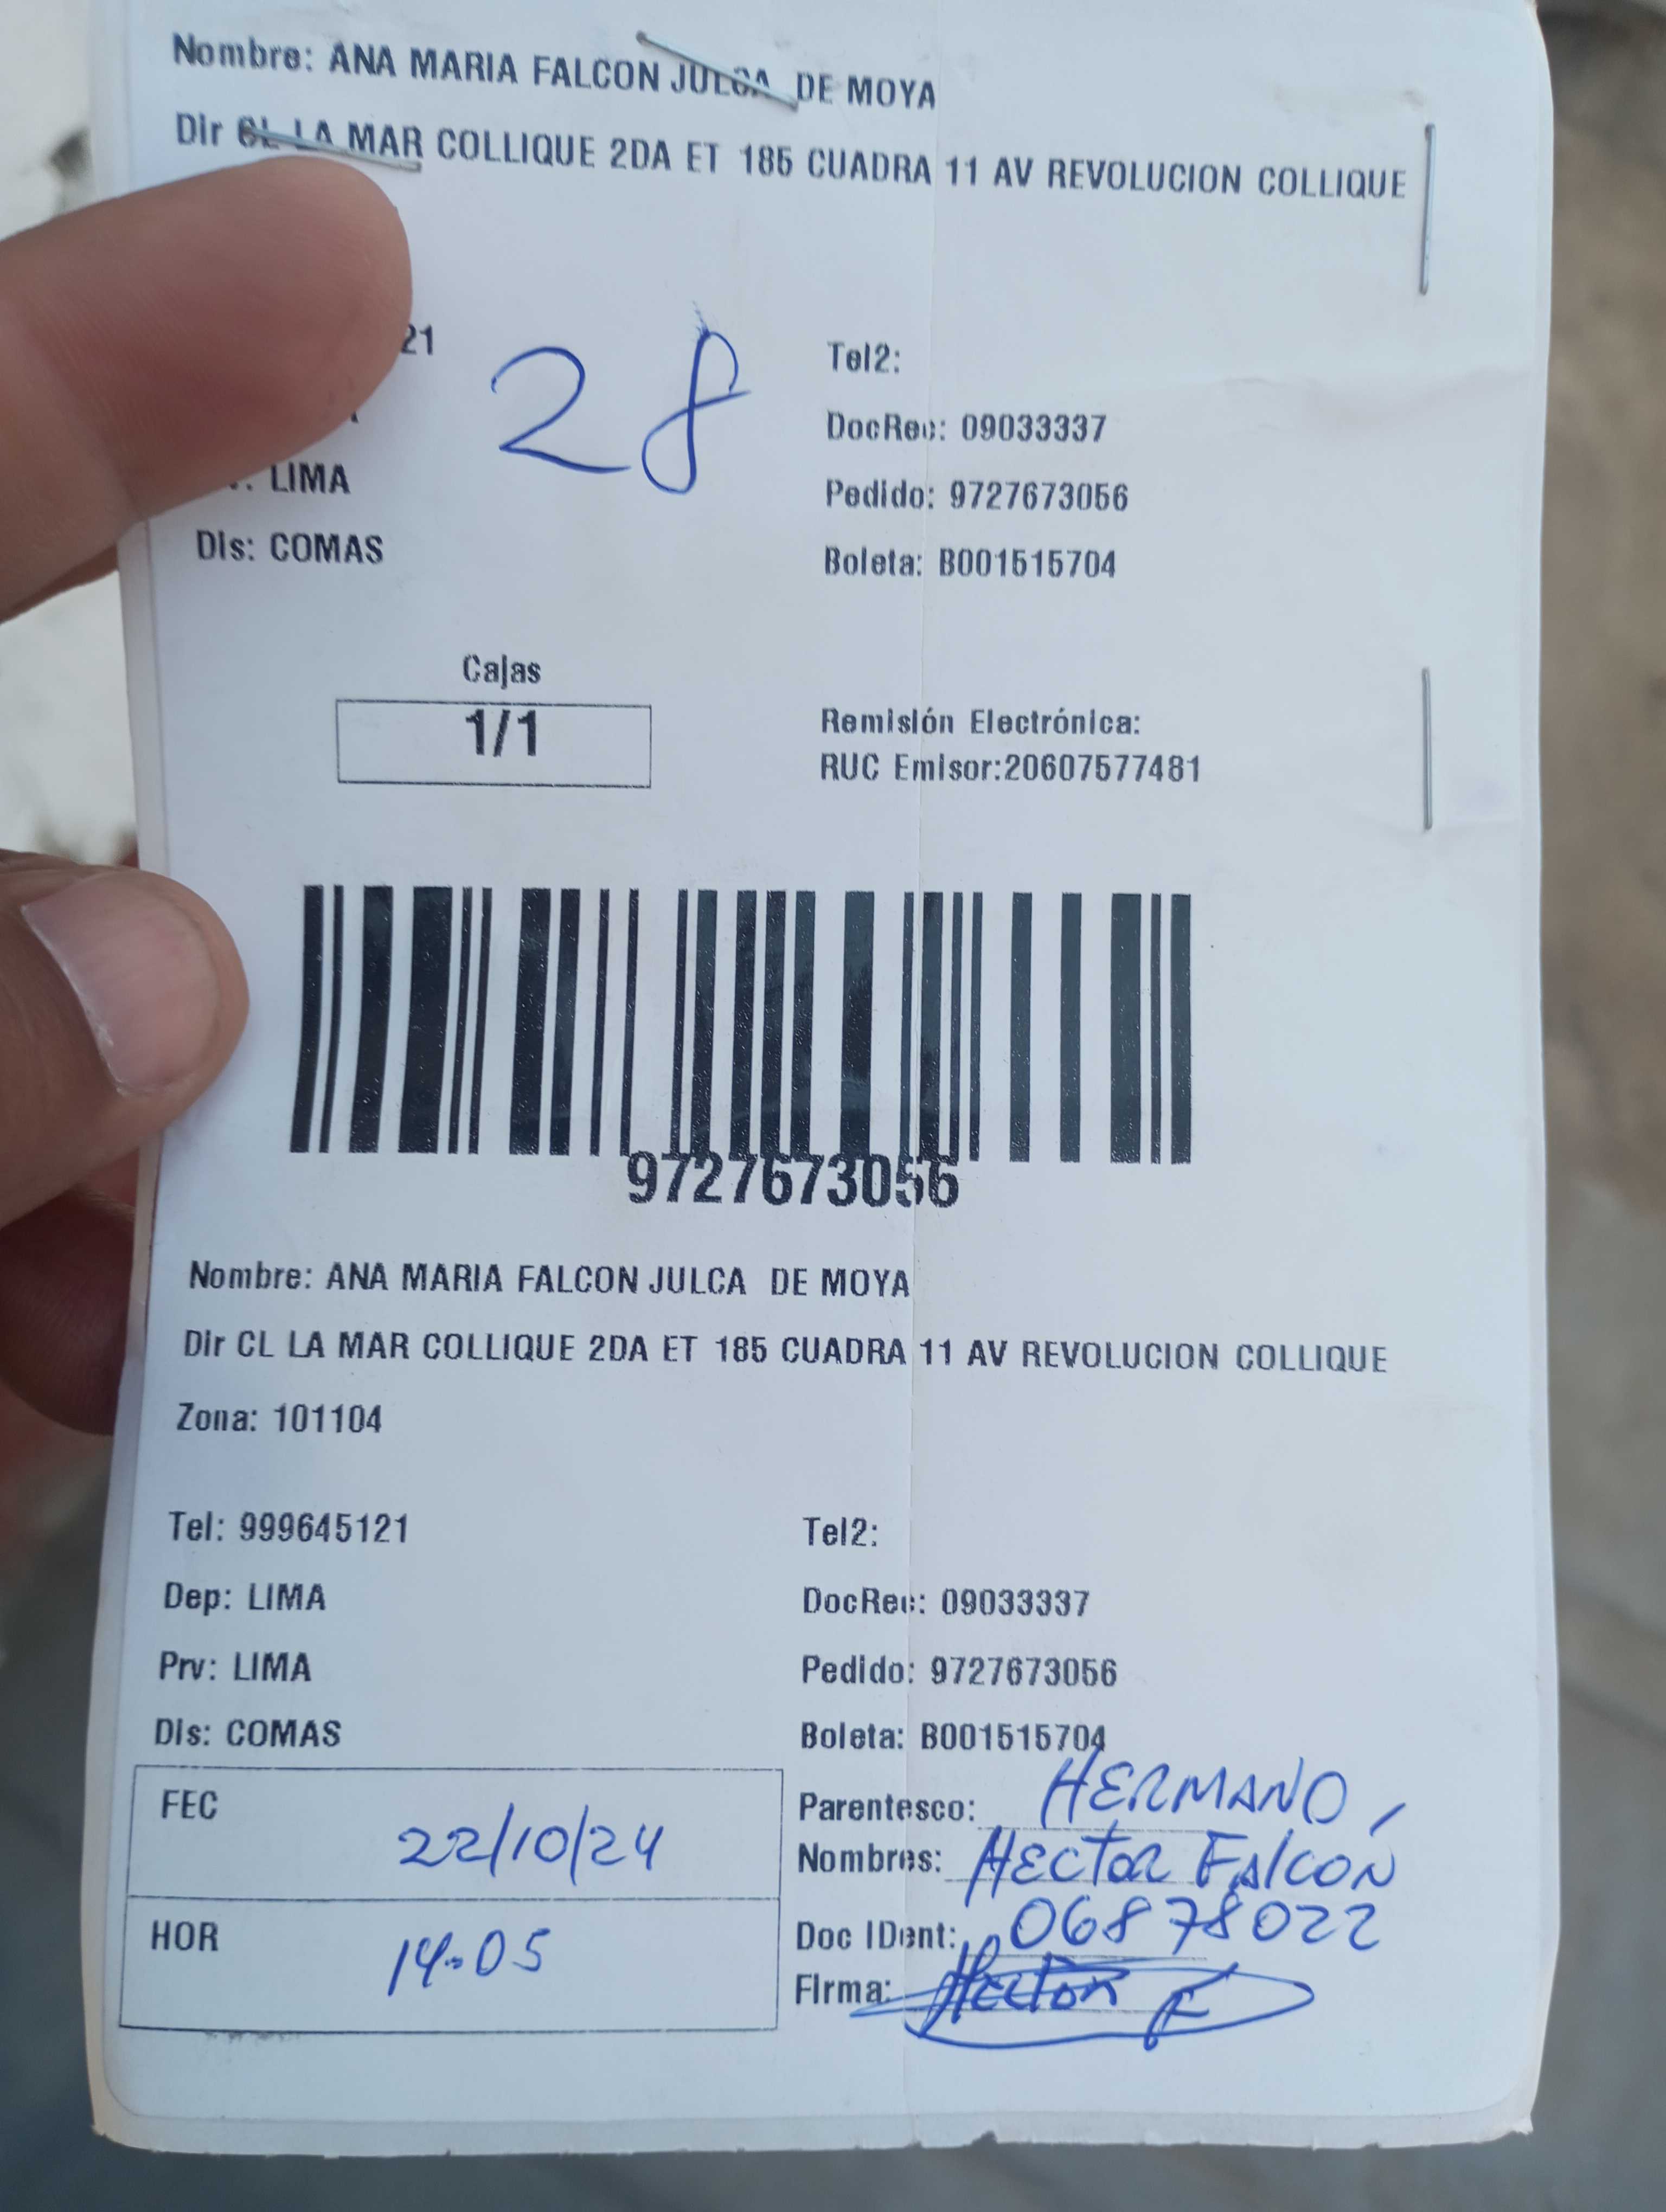 Nombre: ANA MARIA FALCON JULCA DE MOYA
Dir CL LA MAR COLLIQUE 2DA ET 185 CUADRA 11 AV REVOLUCION COLLIQUE
21
28
Tel2:
DocRec: 09033337
LIMA
Pedido: 9727673056
Dis: COMAS
Boleta: B001515704
Cajas
1/1
Remisión Electrónica:
RUC Emisor:20607577481
9727673056
Nombre: ANA MARIA FALCON JULCA DE MOYA
Dir CL LA MAR COLLIQUE 2DA ET 185 CUADRA 11 AV REVOLUCION COLLIQUE
Zona: 101104
Tel: 999645121
Tel2:
Dep: LIMA
DocRec: 09033337
Prv: LIMA
Pedido: 9727673056
Dis: COMAS
Boleta: B001515704
FEC 22/10/24
Parentesco: HERMANO
Nombres: HECTOR FALCON
HOR 14:05
Doc IDent: 06878022
Firma: Hector F